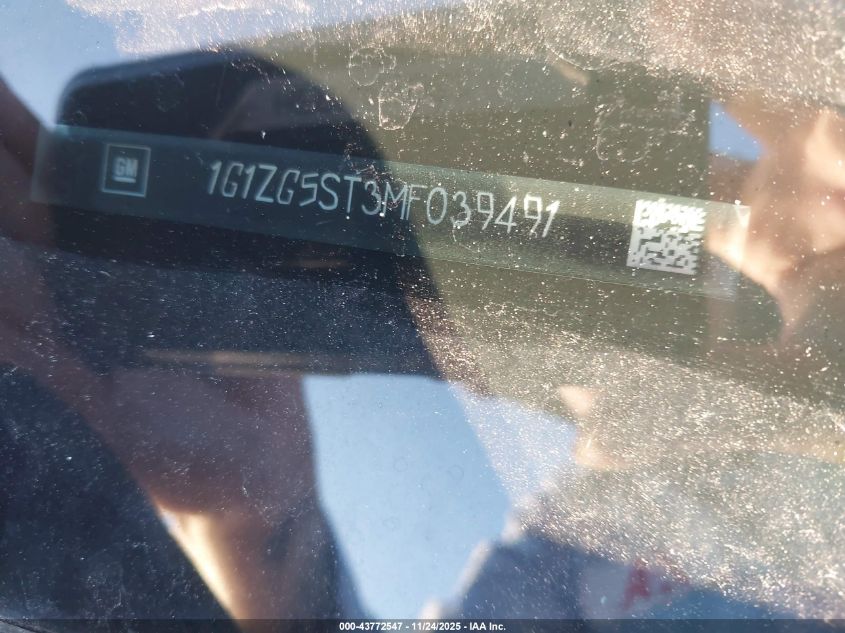 GM
1G1ZG5ST3MF039491
000-43772547 - 11/24/2025 - IAA Inc.